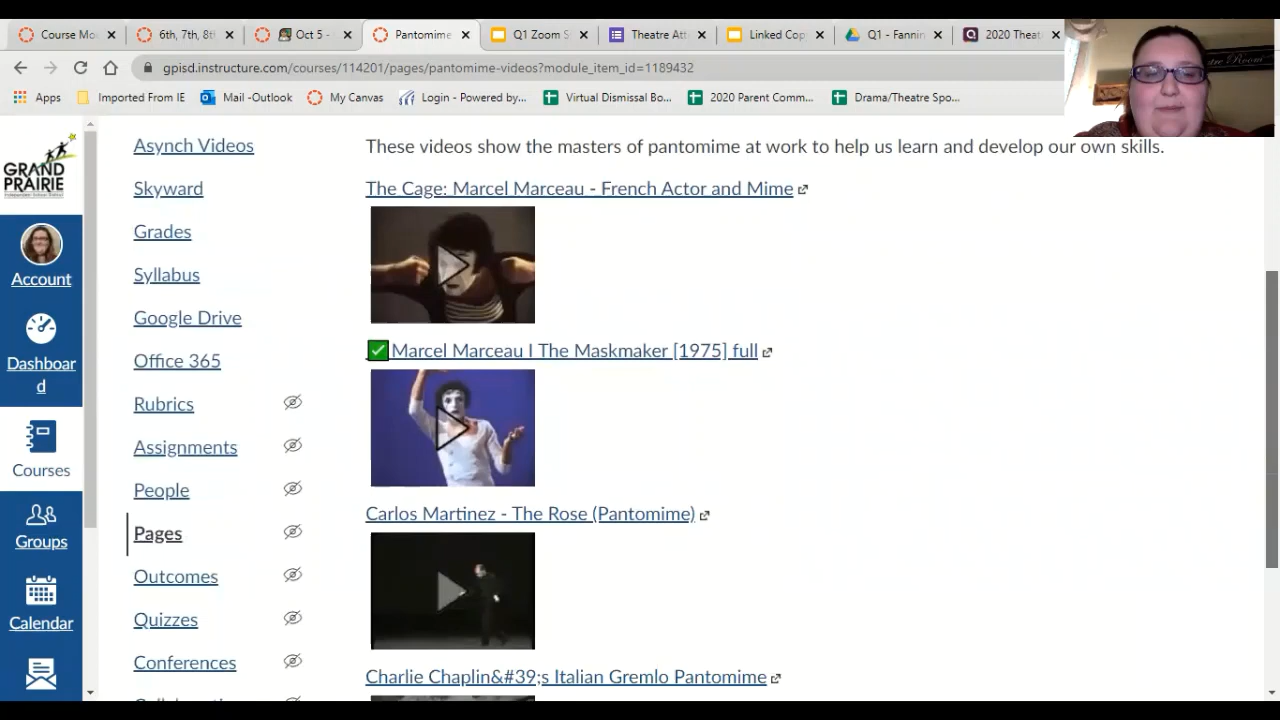 Course Mo
6th, 7th, 8t
Oct 5 -
Pantomime
Q1 Zoom S
Theatre Att
Linked Cop
Q1 - Fannin
2020 Theat
gpisd.instructure.com/courses/114201/pages/pantomime-videos
ule_item_id=1189432
Apps
Imported From IE
Mail -Outlook
My Canvas
Login - Powered by...
Virtual Dismissal Bo...
2020 Parent Comm...
Drama/Theatre Spo...
GRAND
PRAIRIE
Account
Dashboar
d
Courses
Groups
Calendar
Asynch Videos
Skyward
Grades
Syllabus
Google Drive
Office 365
Rubrics
Assignments
People
Pages
Outcomes
Quizzes
Conferences
These videos show the masters of pantomime at work to help us learn and develop our own skills.
The Cage: Marcel Marceau - French Actor and Mime
✅ Marcel Marceau I The Maskmaker [1975] full
Carlos Martinez - The Rose (Pantomime)
Charlie Chaplin&#39;s Italian Gremlo Pantomime